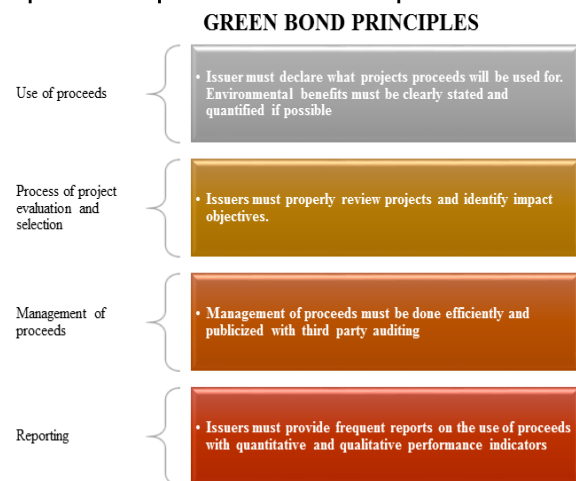 GREEN BOND PRINCIPLES
Use of proceeds
• Issuer must declare what projects proceeds will be used for.
Environmental benefits must be clearly stated and
quantified if possible
Process of project
evaluation and
selection
• Issuers must properly review projects and identify impact
objectives.
Management of
proceeds
• Management of proceeds must be done efficiently and
publicized with third party auditing
Reporting
• Issuers must provide frequent reports on the use of proceeds
with quantitative and qualitative performance indicators